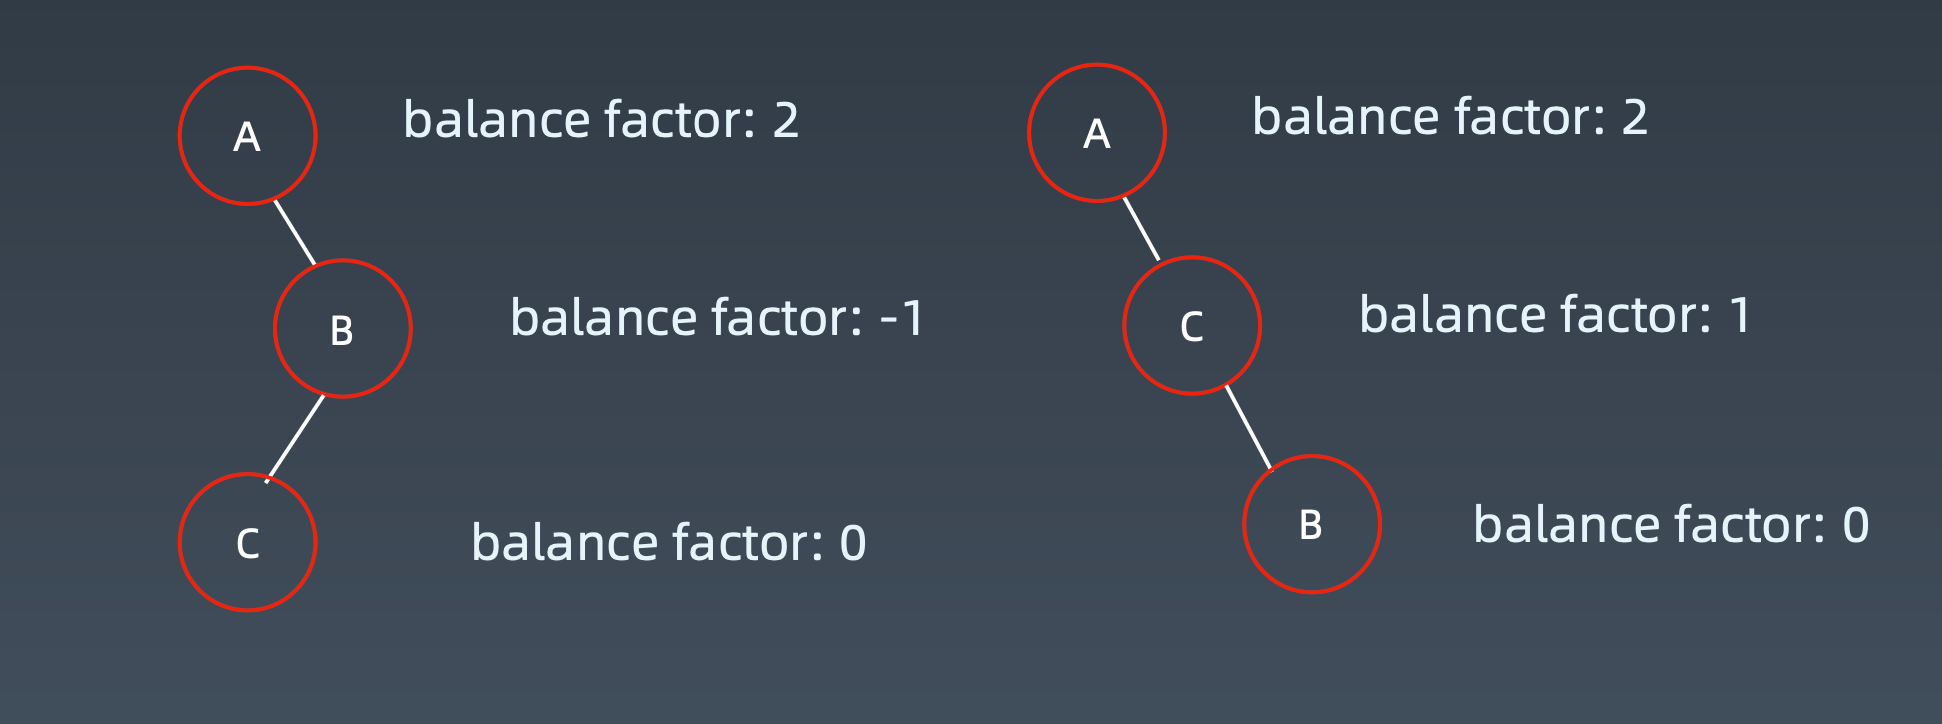 A
balance factor: 2
B
balance factor: -1
C
balance factor: 0
A
balance factor: 2
C
balance factor: 1
B
balance factor: 0